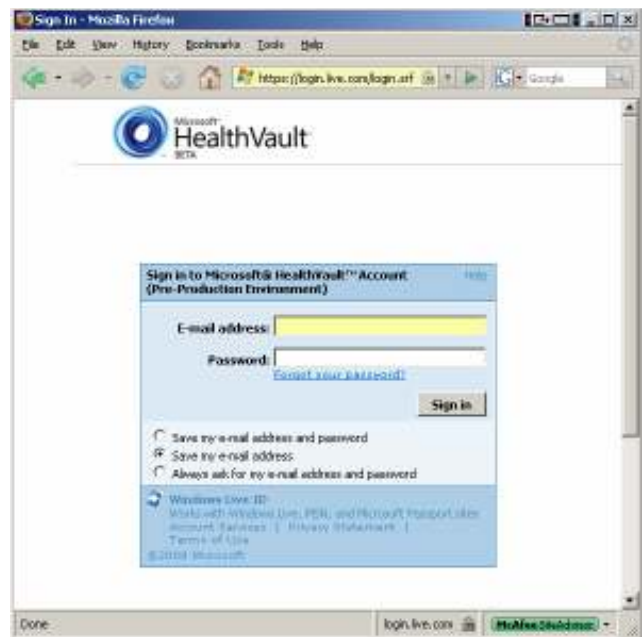 Sign In - Mozilla Firefox
File Edit View History Bookmarks Tools Help
https://login.live.com/login.srf Google
Microsoft
HealthVault
BETA
Sign in to Microsoft® HealthVault™ Account Help
(Pre-Production Environment)
E-mail address:
Password:
Forgot your password?
Sign in
Save my e-mail address and password
Save my e-mail address
Always ask for my e-mail address and password
Windows Live ID
Works with Windows Live, MSN, and Microsoft Passport sites
Account Services | Privacy Statement |
Terms of Use
Microsoft
Done login.live.com McAfee SiteAdvisor